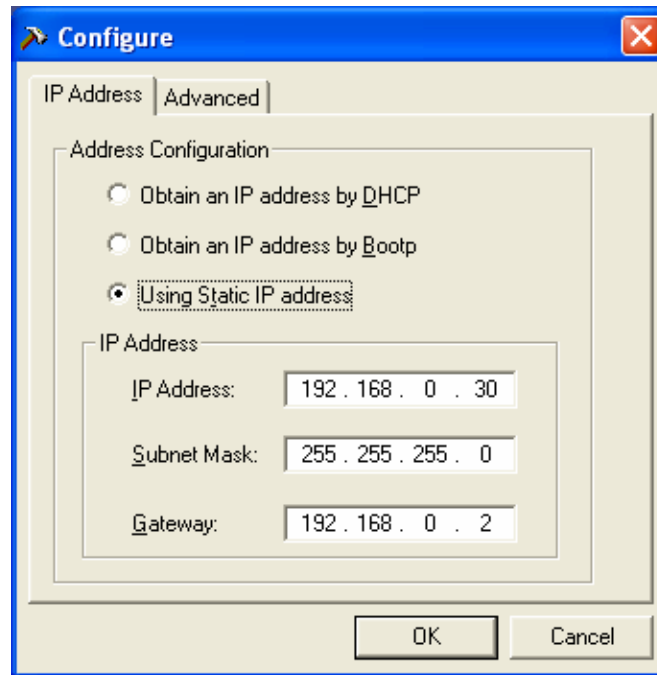 Configure
IP Address Advanced
Address Configuration
Obtain an IP address by DHCP
Obtain an IP address by Bootp
Using Static IP address
IP Address
IP Address: 192 . 168 . 0 . 30
Subnet Mask: 255 . 255 . 255 . 0
Gateway: 192 . 168 . 0 . 2
OK Cancel